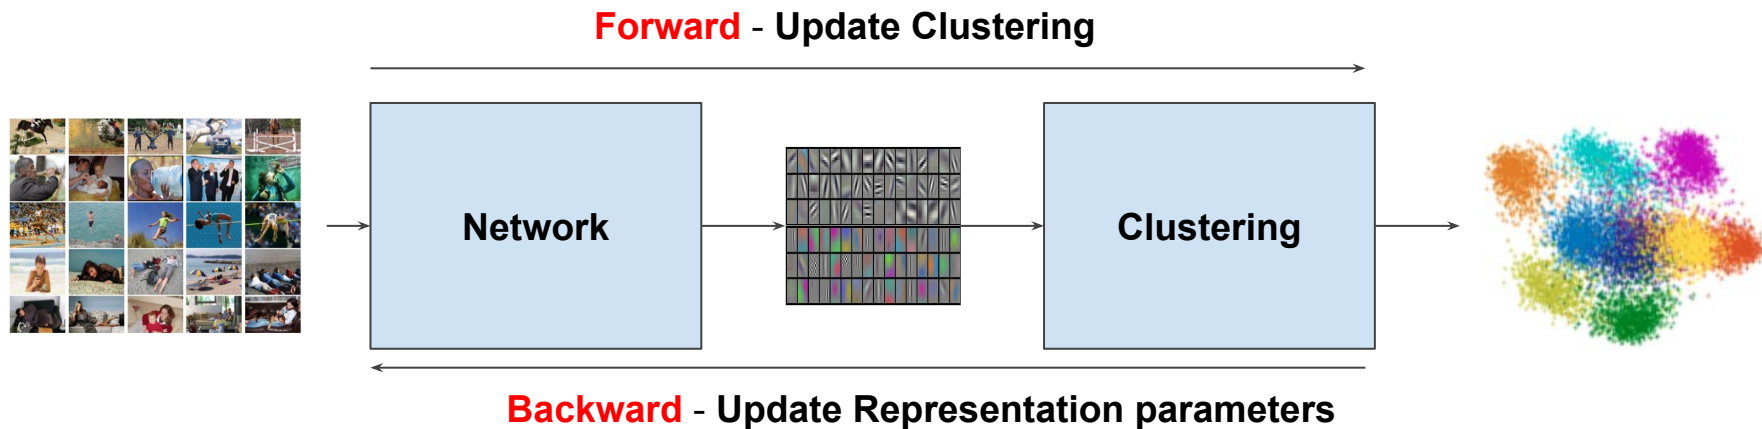 Forward - Update Clustering
Network
Clustering
Backward - Update Representation parameters